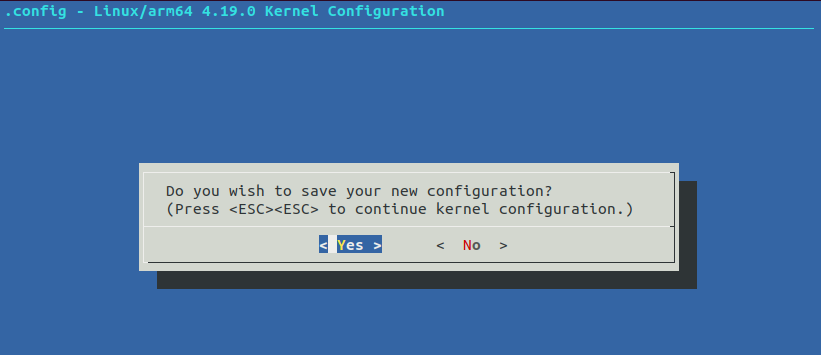 .config - Linux/arm64 4.19.0 Kernel Configuration
Do you wish to save your new configuration?
(Press <ESC><ESC> to continue kernel configuration.)
< Yes > < No >